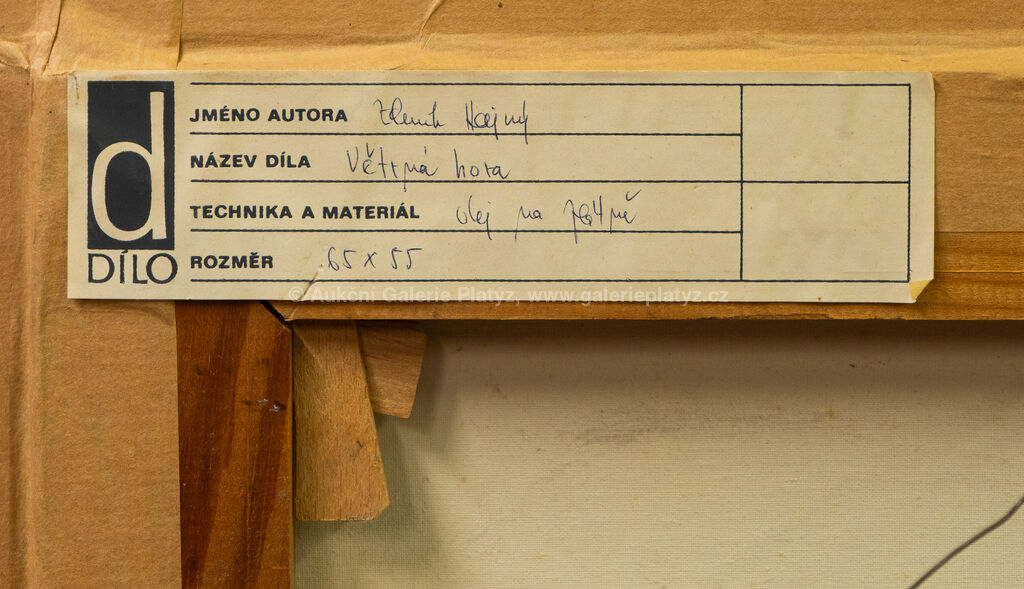 d
DÍLO
JMÉNO AUTORA Zdeněk Hajný
NÁZEV DÍLA Větrná hora
TECHNIKA A MATERIÁL olej na
ROZMĚR 65 x 55
© Aukční Galerie Platýz, www.galerieplatyz.cz